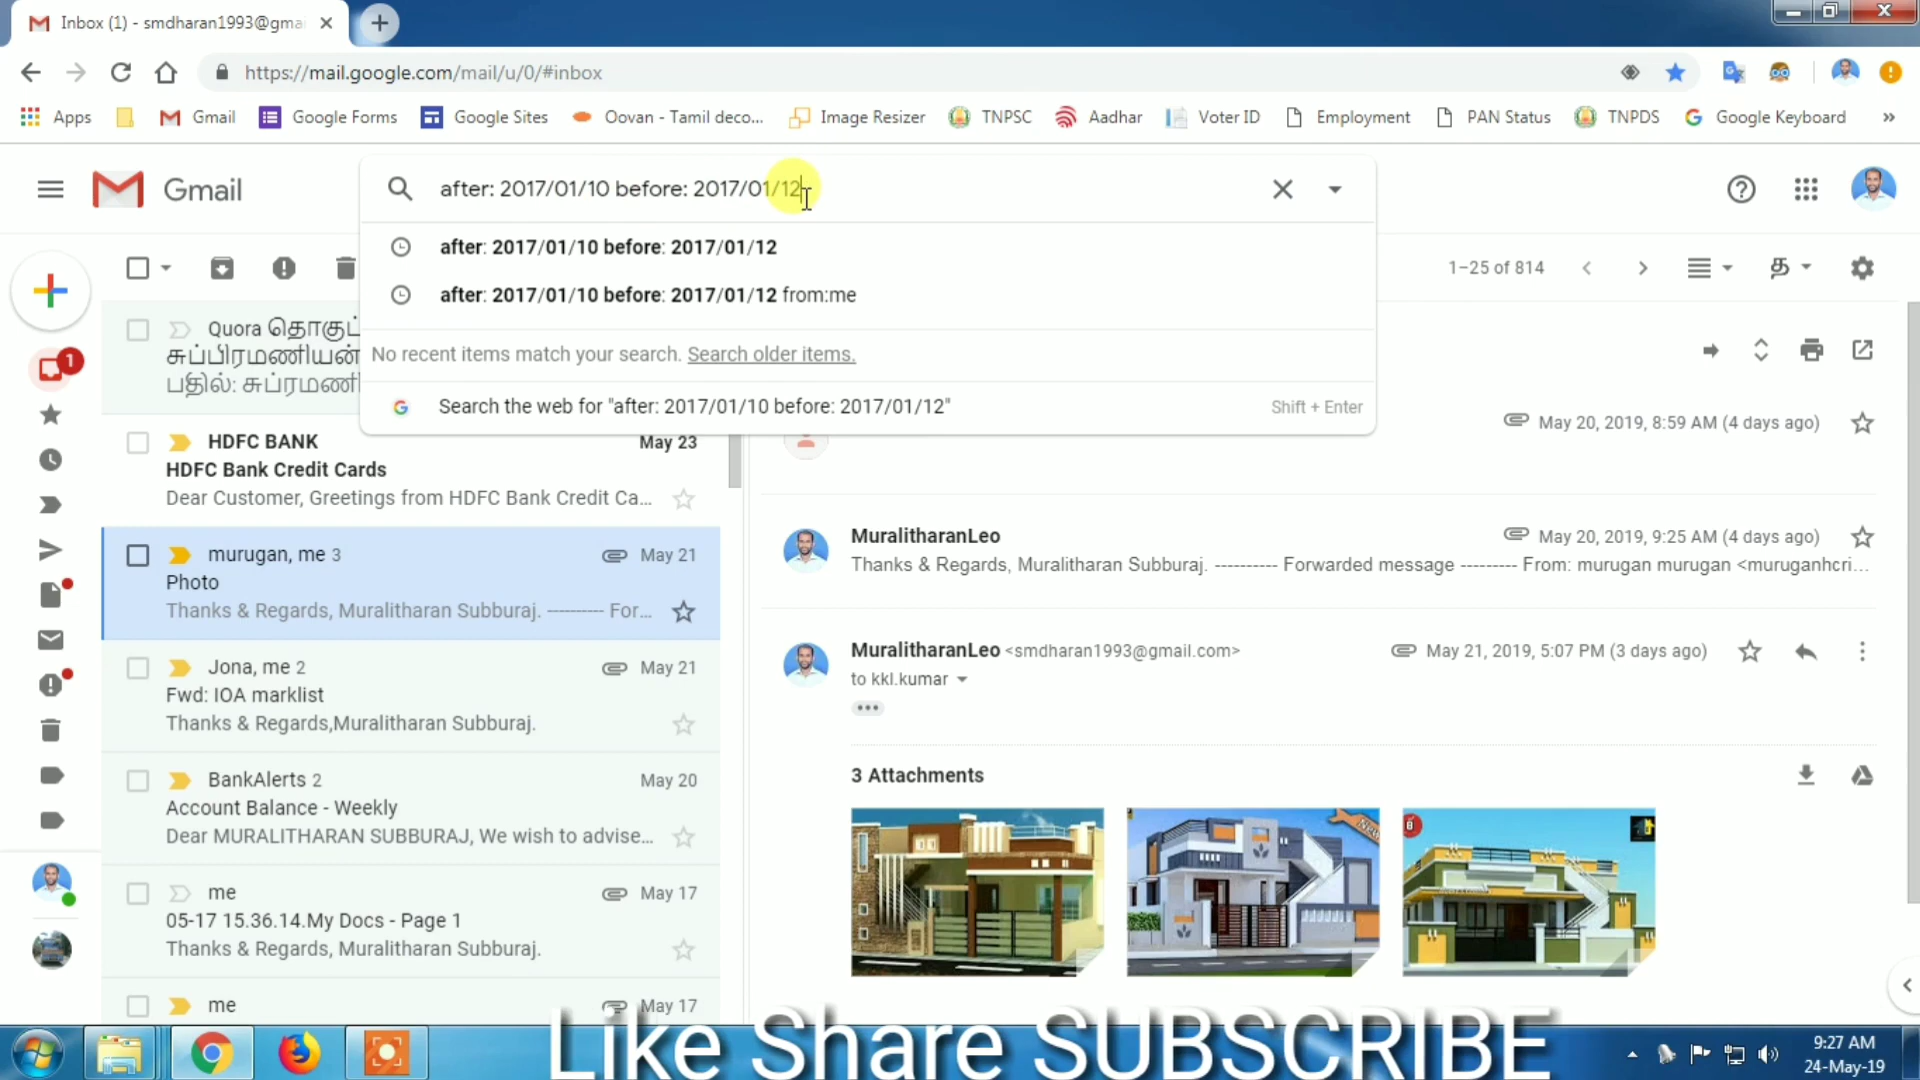 Inbox (1) - smdharan1993@gma
https://mail.google.com/mail/u/0/#inbox
Apps Gmail Google Forms Google Sites Oovan - Tamil deco... Image Resizer TNPSC Aadhar Voter ID Employment PAN Status TNPDS Google Keyboard »
Gmail
after: 2017/01/10 before: 2017/01/12
after: 2017/01/10 before: 2017/01/12
after: 2017/01/10 before: 2017/01/12 from:me
No recent items match your search. Search older items.
Search the web for "after: 2017/01/10 before: 2017/01/12" Shift + Enter
1–25 of 814
த
1
Quora தொகுப்
சுப்பிரமணியன்
பதில்: சுப்ரமணி
HDFC BANK May 23
HDFC Bank Credit Cards
Dear Customer, Greetings from HDFC Bank Credit Ca...
murugan, me 3 May 21
Photo
Thanks & Regards, Muralitharan Subburaj. ---------- For...
Jona, me 2 May 21
Fwd: IOA marklist
Thanks & Regards,Muralitharan Subburaj.
BankAlerts 2 May 20
Account Balance - Weekly
Dear MURALITHARAN SUBBURAJ, We wish to advise...
me May 17
05-17 15.36.14.My Docs - Page 1
Thanks & Regards, Muralitharan Subburaj.
me May 17
May 20, 2019, 8:59 AM (4 days ago)
MuralitharanLeo May 20, 2019, 9:25 AM (4 days ago)
Thanks & Regards, Muralitharan Subburaj. ---------- Forwarded message --------- From: murugan murugan <muruganhcri...
MuralitharanLeo <smdharan1993@gmail.com> May 21, 2019, 5:07 PM (3 days ago)
to kkl.kumar
3 Attachments
New
8
Like Share SUBSCRIBE
9:27 AM
24-May-19